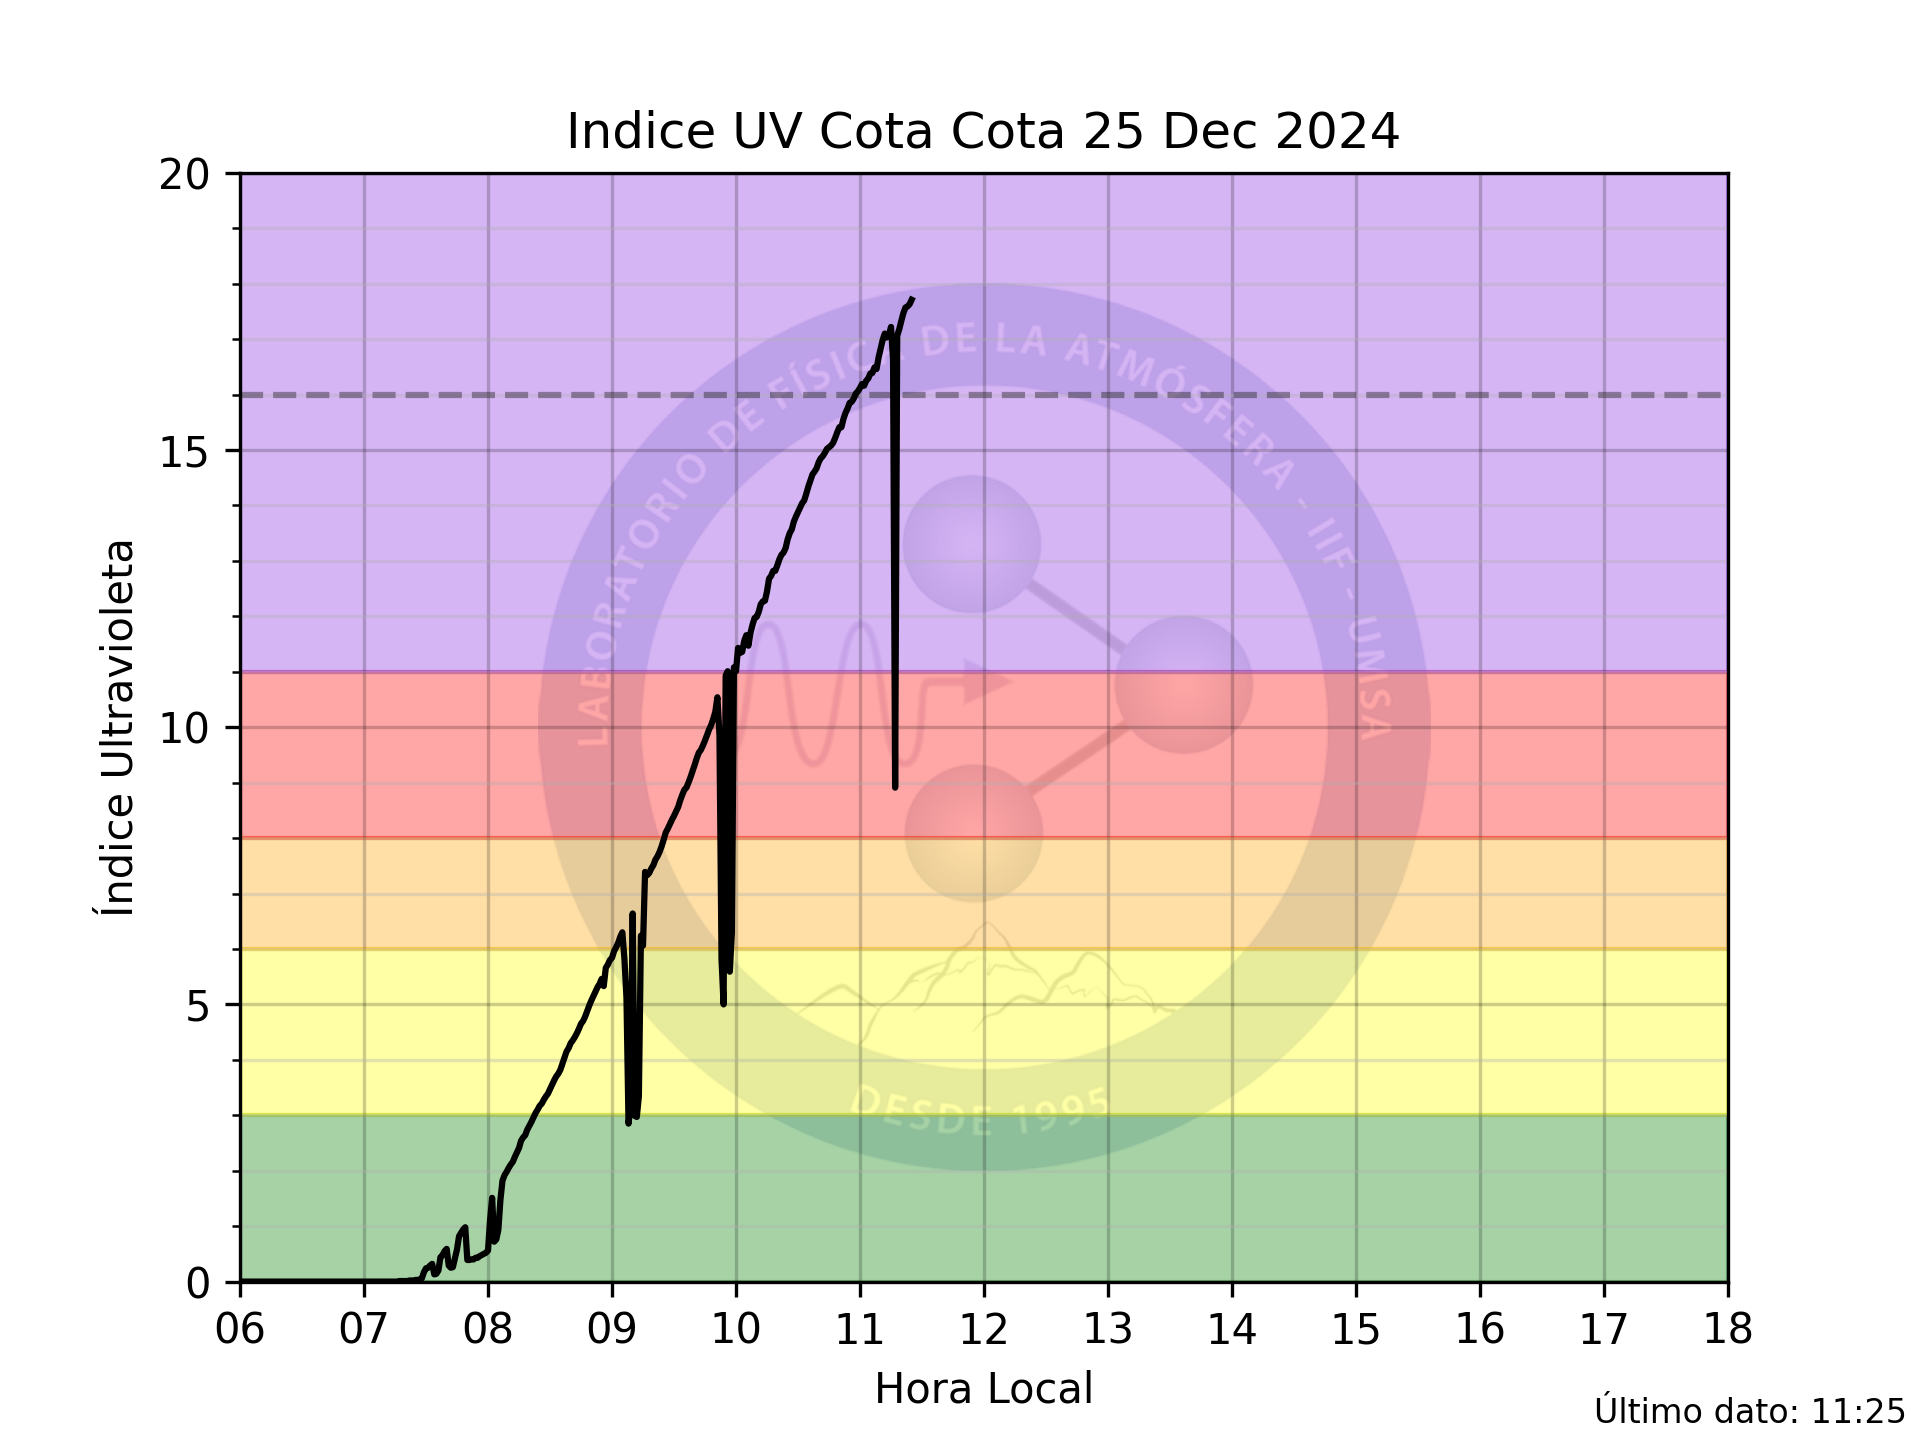 Indice UV Cota Cota 25 Dec 2024
20
15
10
5
0
Índice Ultravioleta
LABORATORIO DE FÍSICA DE LA ATMÓSFERA - IIF - UMSA
DESDE 1995
06 07 08 09 10 11 12 13 14 15 16 17 18
Hora Local
Último dato: 11:25